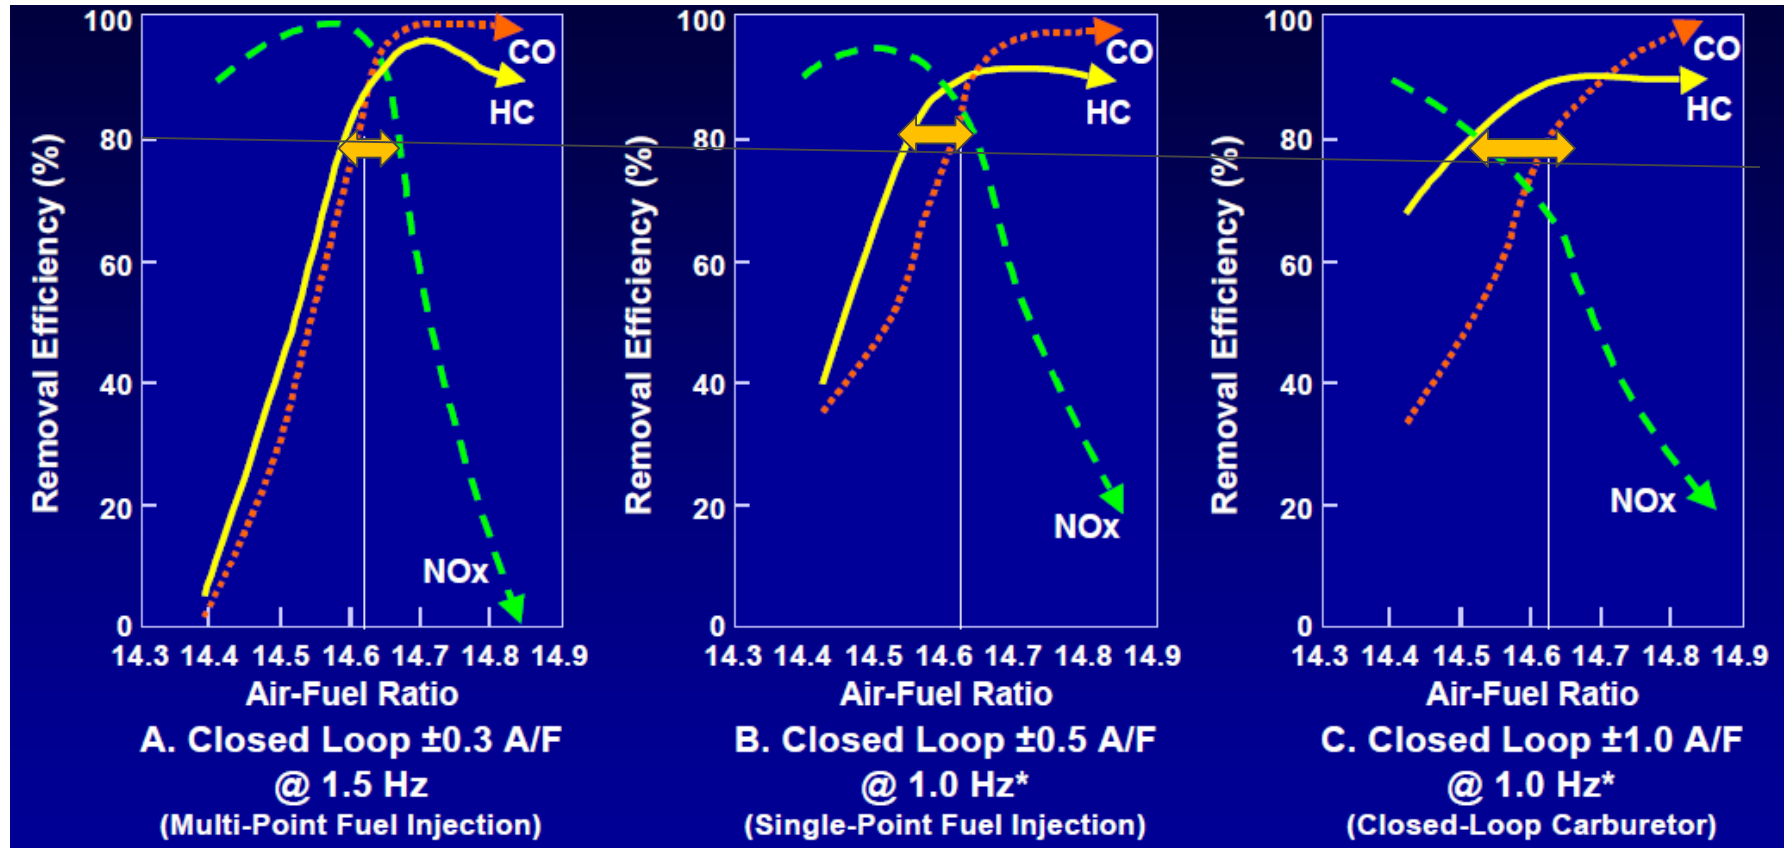 100
80
60
40
20
0
Removal Efficiency (%)
CO
HC
NOx
14.3 14.4 14.5 14.6 14.7 14.8 14.9
Air-Fuel Ratio
A. Closed Loop ±0.3 A/F
@ 1.5 Hz
(Multi-Point Fuel Injection)
100
80
60
40
20
0
Removal Efficiency (%)
CO
HC
NOx
14.3 14.4 14.5 14.6 14.7 14.8 14.9
Air-Fuel Ratio
B. Closed Loop ±0.5 A/F
@ 1.0 Hz*
(Single-Point Fuel Injection)
100
80
60
40
20
0
Removal Efficiency (%)
CO
HC
NOx
14.3 14.4 14.5 14.6 14.7 14.8 14.9
Air-Fuel Ratio
C. Closed Loop ±1.0 A/F
@ 1.0 Hz*
(Closed-Loop Carburetor)